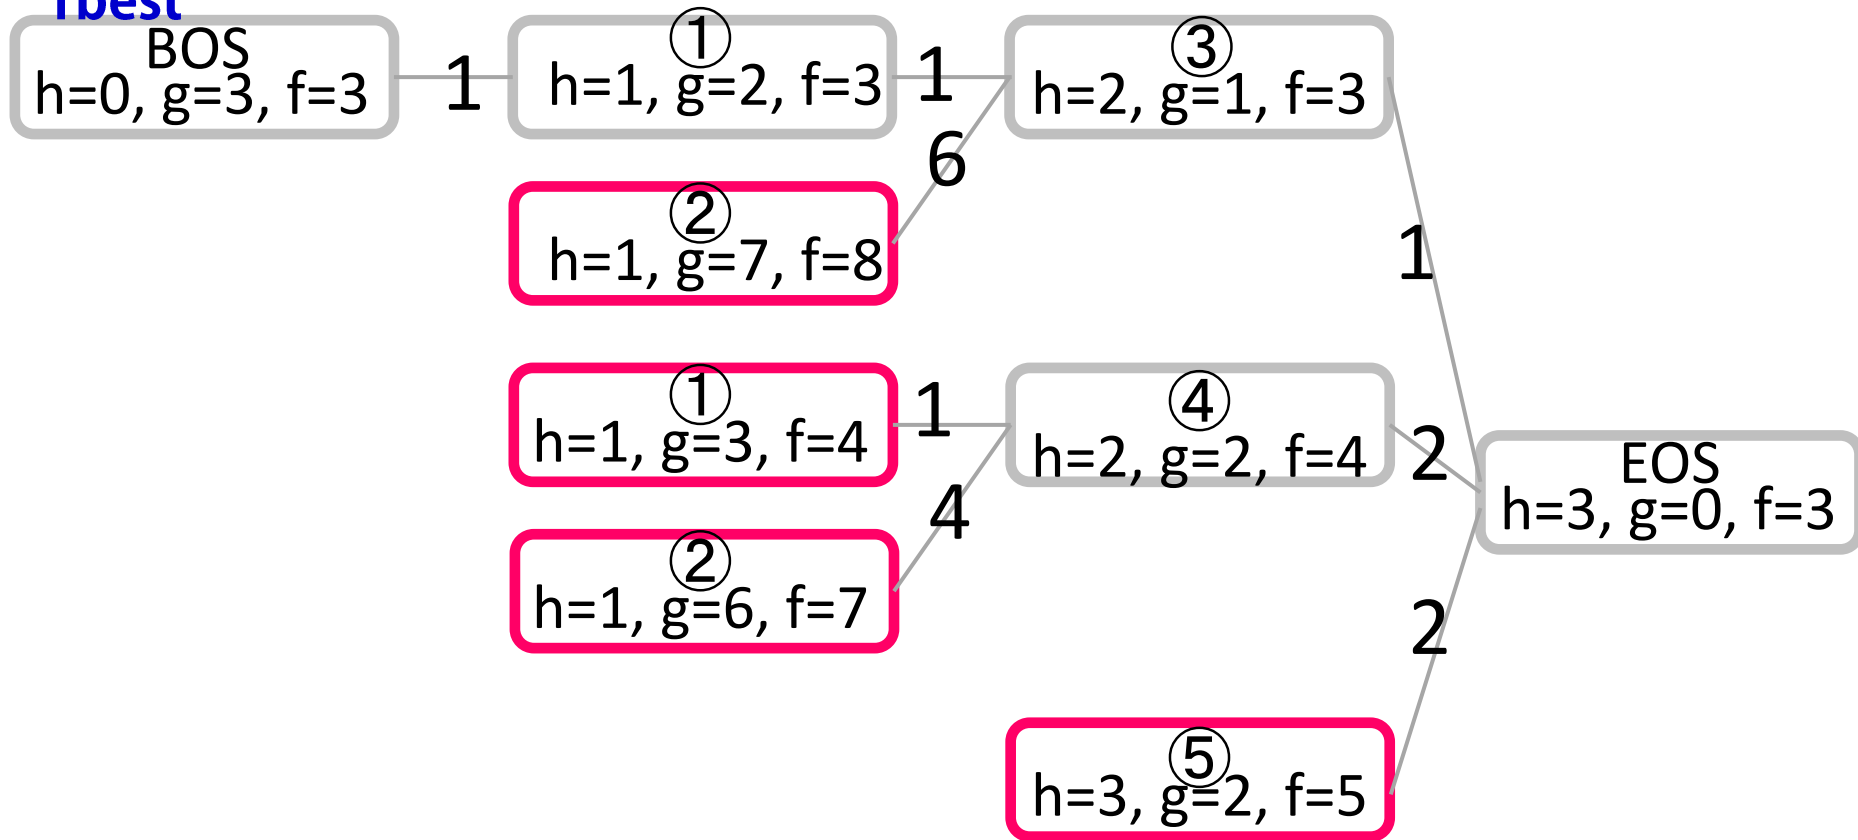 BOS
h=0, g=3, f=3
1
①
h=1, g=2, f=3
1
③
h=2, g=1, f=3
6
②
h=1, g=7, f=8
1
①
h=1, g=3, f=4
1
④
h=2, g=2, f=4
2
EOS
h=3, g=0, f=3
4
②
h=1, g=6, f=7
2
⑤
h=3, g=2, f=5